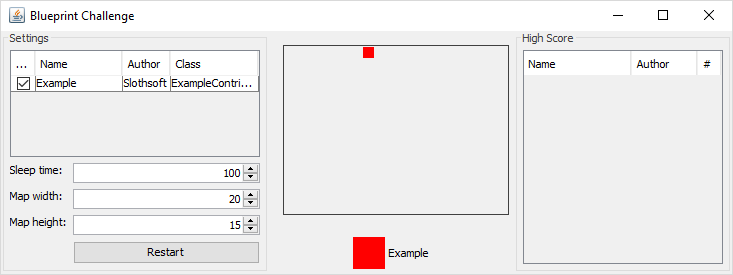 Blueprint Challenge
Settings
... Name Author Class
Example Slothsoft ExampleContri...
Sleep time: 100
Map width: 20
Map height: 15
Restart
Example
High Score
Name Author #